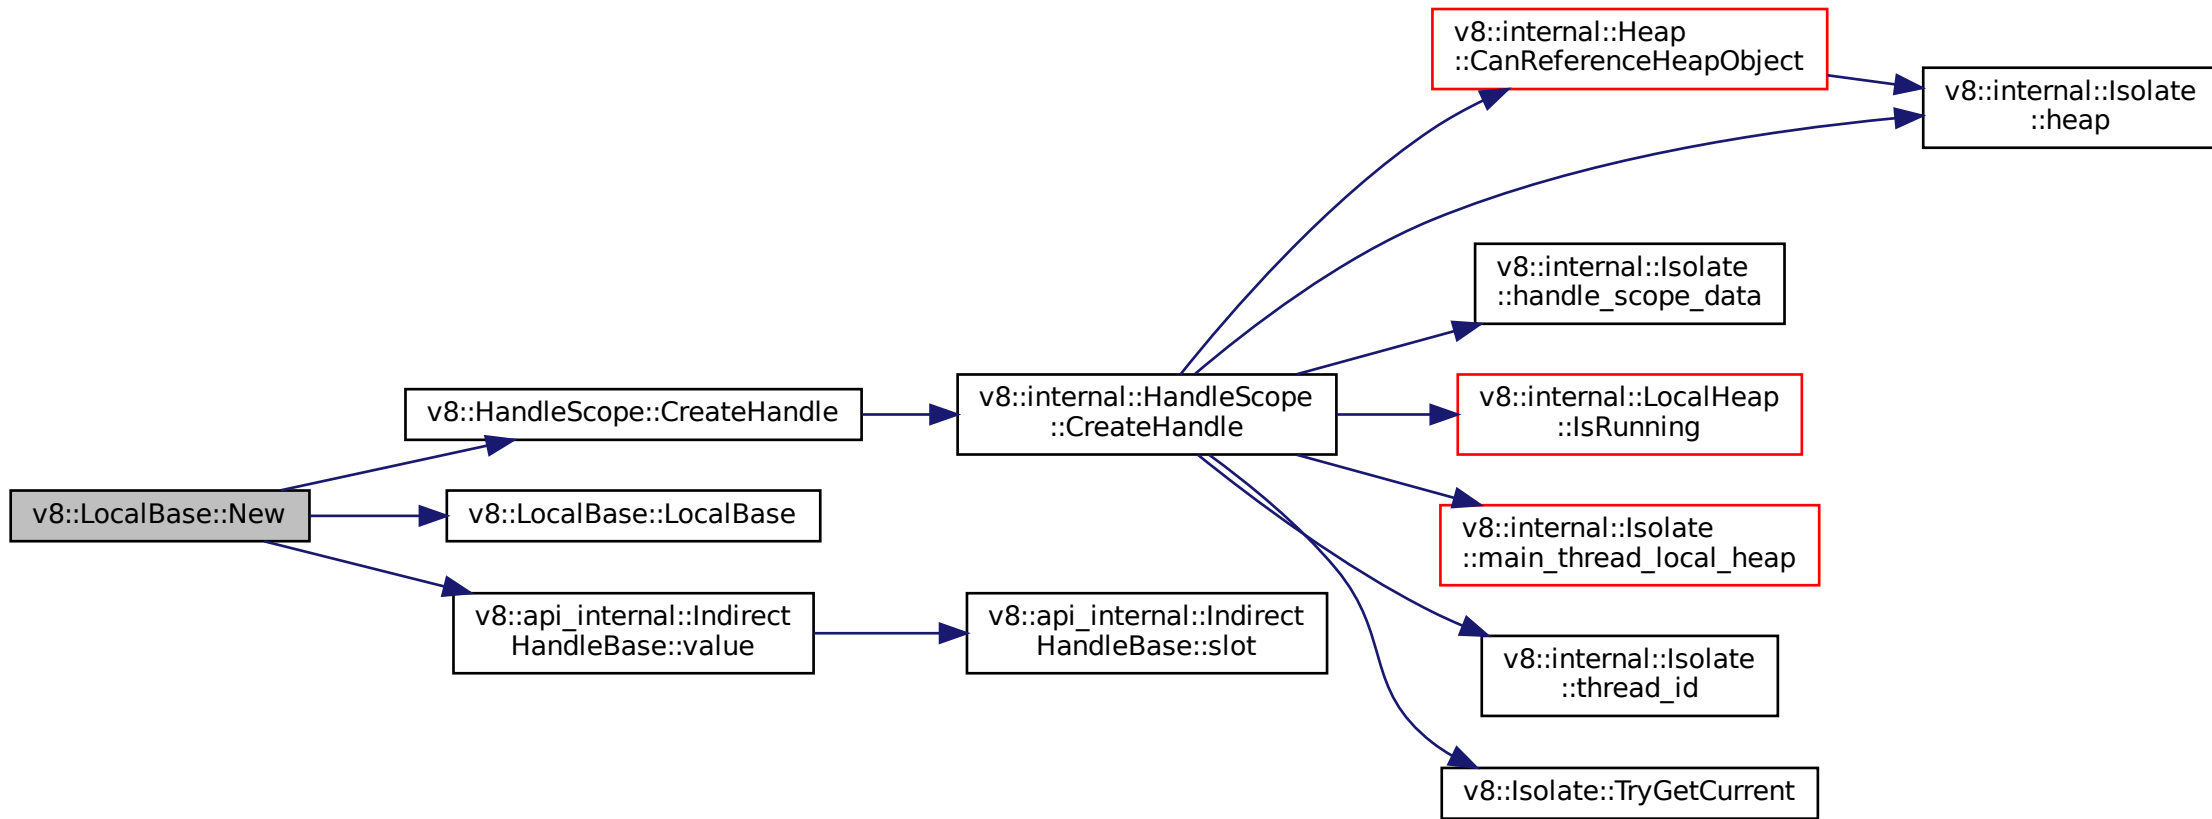 v8::internal::Heap
::CanReferenceHeapObject
v8::internal::Isolate
::heap
v8::internal::Isolate
::handle_scope_data
v8::HandleScope::CreateHandle
v8::internal::HandleScope
::CreateHandle
v8::internal::LocalHeap
::IsRunning
v8::LocalBase::New
v8::LocalBase::LocalBase
v8::internal::Isolate
::main_thread_local_heap
v8::api_internal::Indirect
HandleBase::value
v8::api_internal::Indirect
HandleBase::slot
v8::internal::Isolate
::thread_id
v8::Isolate::TryGetCurrent